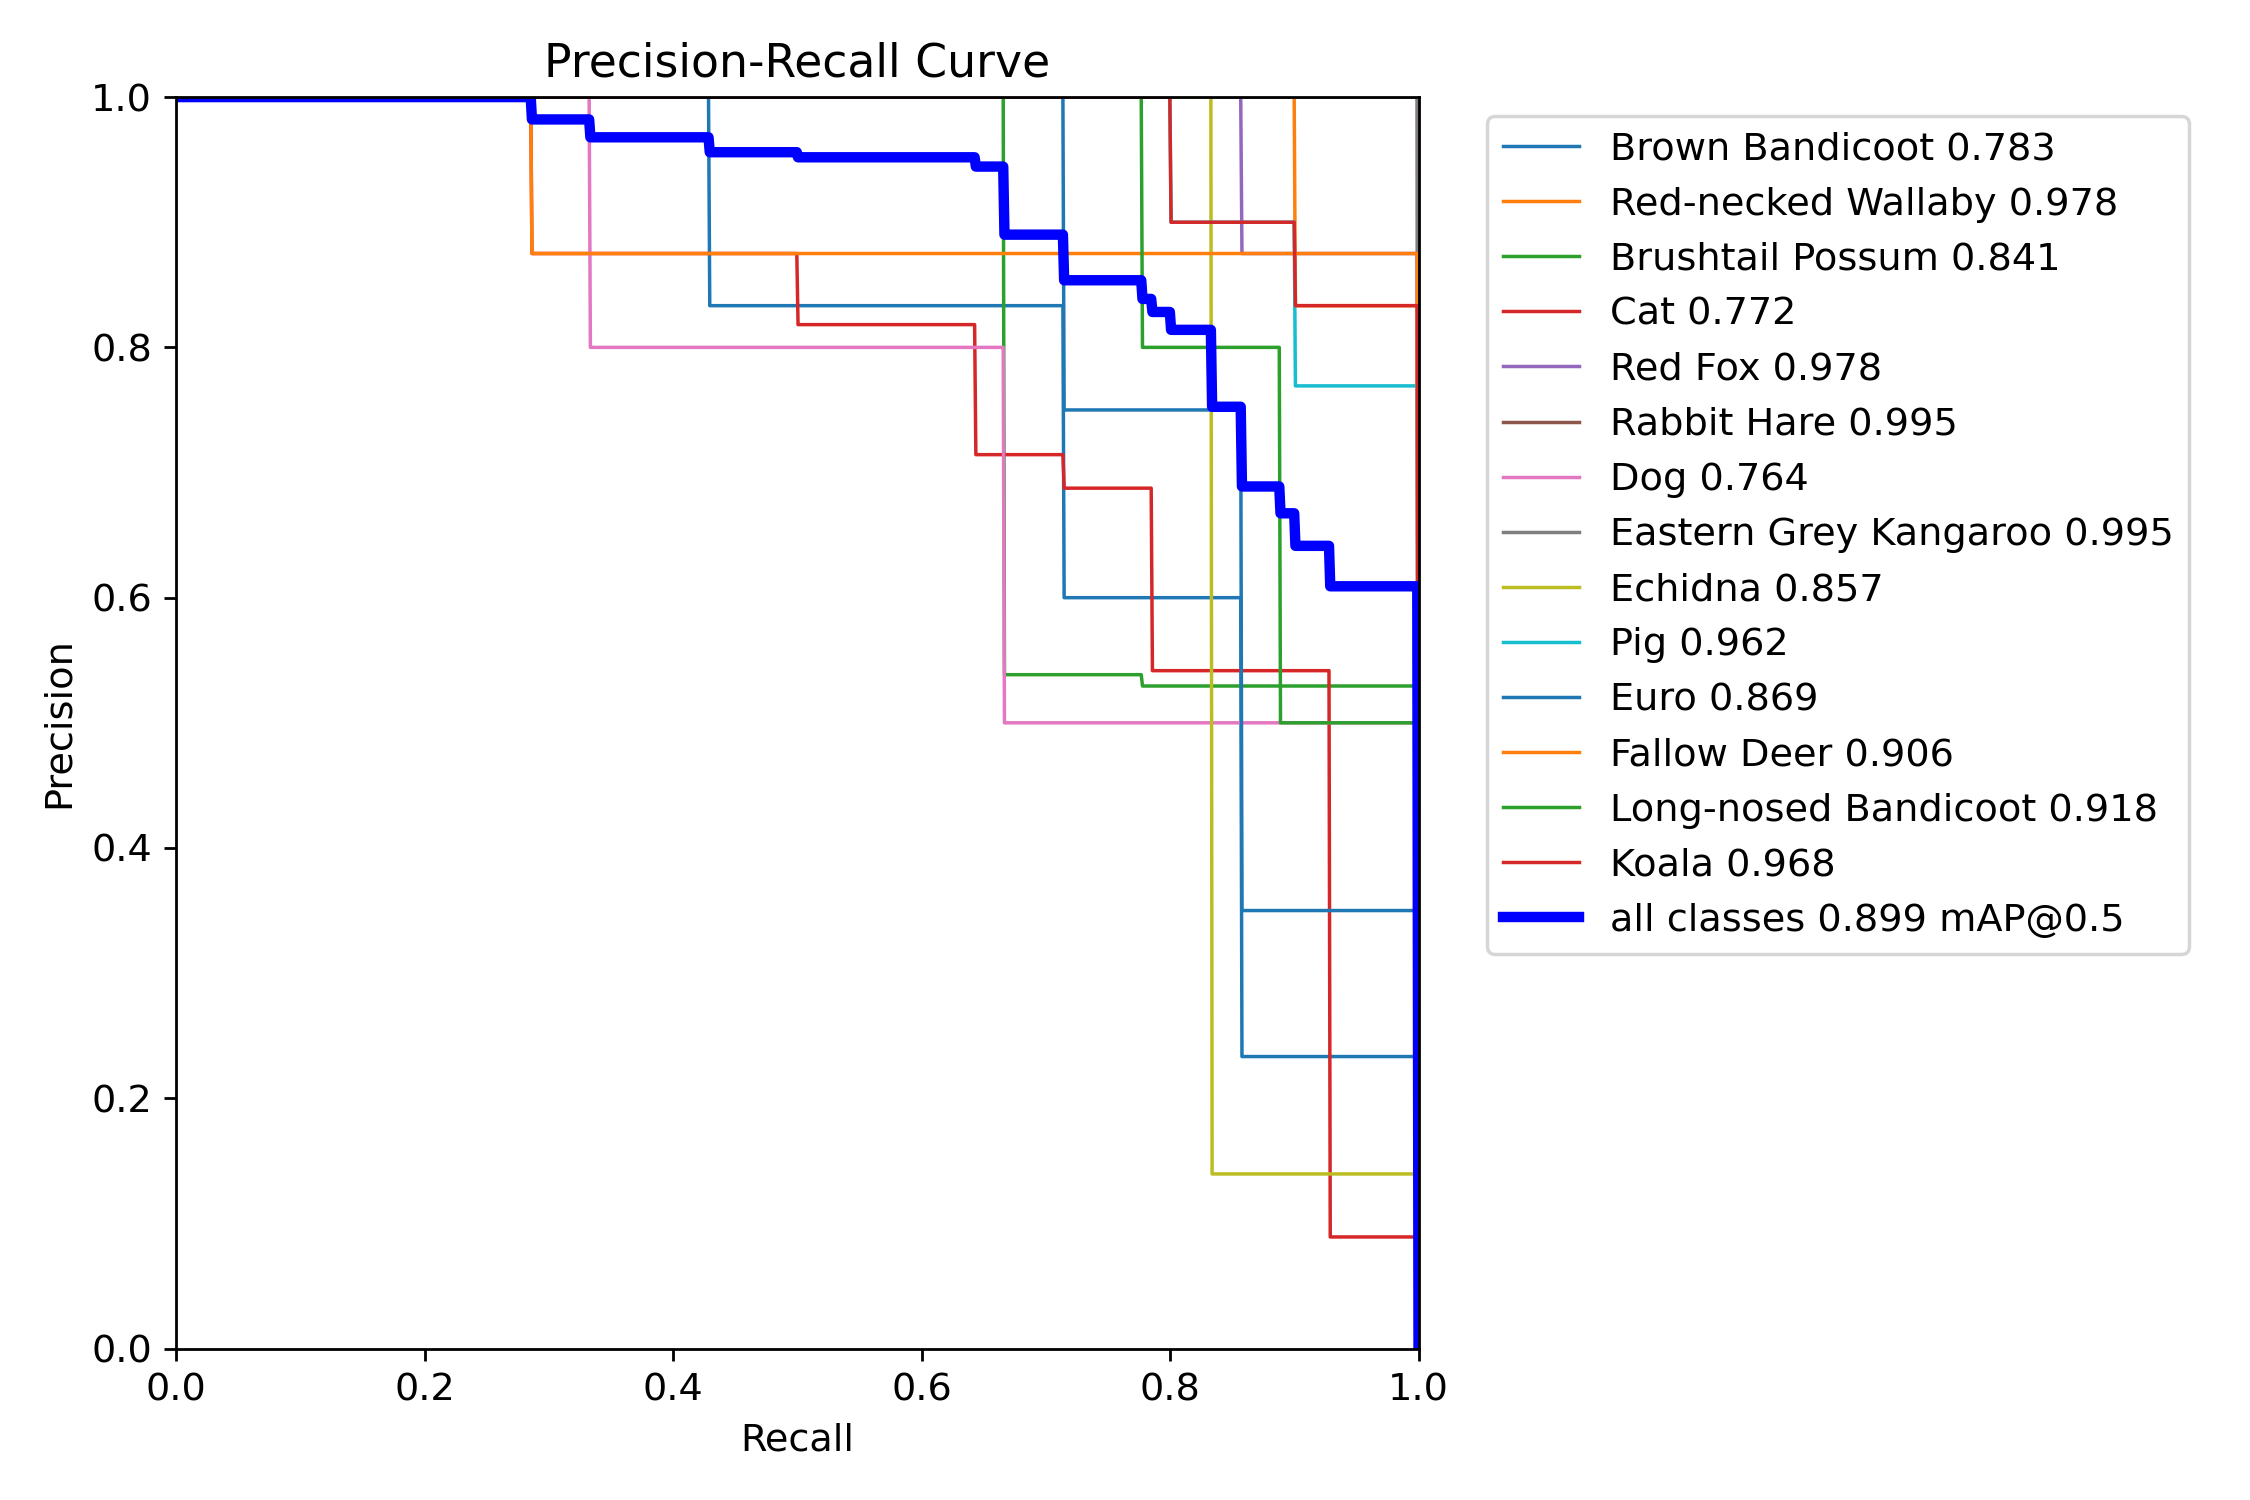 Precision-Recall Curve
1.0
0.8
0.6
0.4
0.2
0.0
Precision
0.0 0.2 0.4 0.6 0.8 1.0
Recall
Brown Bandicoot 0.783
Red-necked Wallaby 0.978
Brushtail Possum 0.841
Cat 0.772
Red Fox 0.978
Rabbit Hare 0.995
Dog 0.764
Eastern Grey Kangaroo 0.995
Echidna 0.857
Pig 0.962
Euro 0.869
Fallow Deer 0.906
Long-nosed Bandicoot 0.918
Koala 0.968
all classes 0.899 mAP@0.5